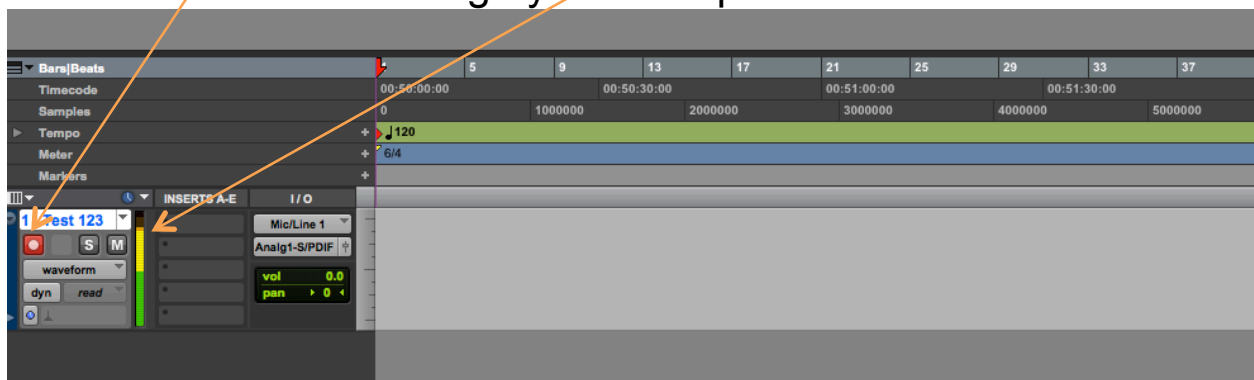 Bars|Beats 5 9 13 17 21 25 29 33 37
Timecode 00:50:00:00 00:50:30:00 00:51:00:00 00:51:30:00
Samples 0 1000000 2000000 3000000 4000000 5000000
Tempo + 120
Meter + 6/4
Markers +
INSERTS A-E I / O
1 Test 123 Mic/Line 1
S M Analg1-S/PDIF
waveform vol 0.0
dyn read pan 0